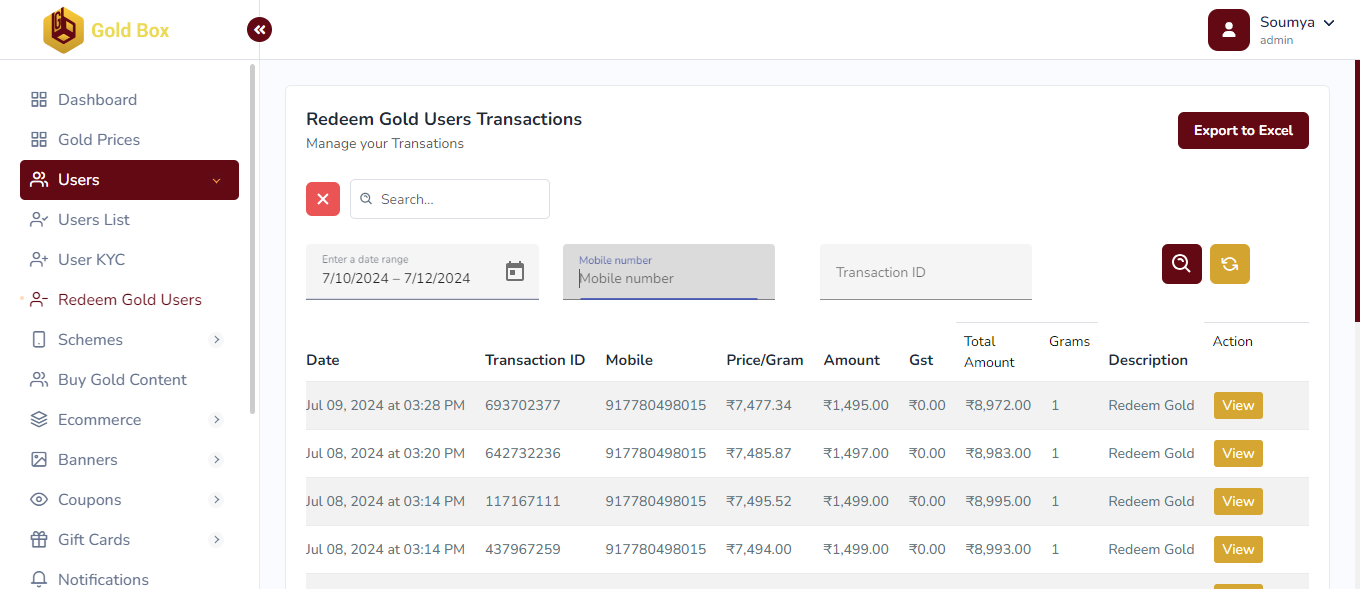 Gold Box
Soumya
admin
Dashboard
Gold Prices
Users
Users List
User KYC
Redeem Gold Users
Schemes
Buy Gold Content
Ecommerce
Banners
Coupons
Gift Cards
Notifications
Redeem Gold Users Transactions
Manage your Transations
Export to Excel
Search...
Enter a date range
7/10/2024 – 7/12/2024
Mobile number
Mobile number
Transaction ID
Date Transaction ID Mobile Price/Gram Amount Gst Total Amount Grams Description Action
Jul 09, 2024 at 03:28 PM 693702377 917780498015 ₹7,477.34 ₹1,495.00 ₹0.00 ₹8,972.00 1 Redeem Gold View
Jul 08, 2024 at 03:20 PM 642732236 917780498015 ₹7,485.87 ₹1,497.00 ₹0.00 ₹8,983.00 1 Redeem Gold View
Jul 08, 2024 at 03:14 PM 117167111 917780498015 ₹7,495.52 ₹1,499.00 ₹0.00 ₹8,995.00 1 Redeem Gold View
Jul 08, 2024 at 03:14 PM 437967259 917780498015 ₹7,494.00 ₹1,499.00 ₹0.00 ₹8,993.00 1 Redeem Gold View